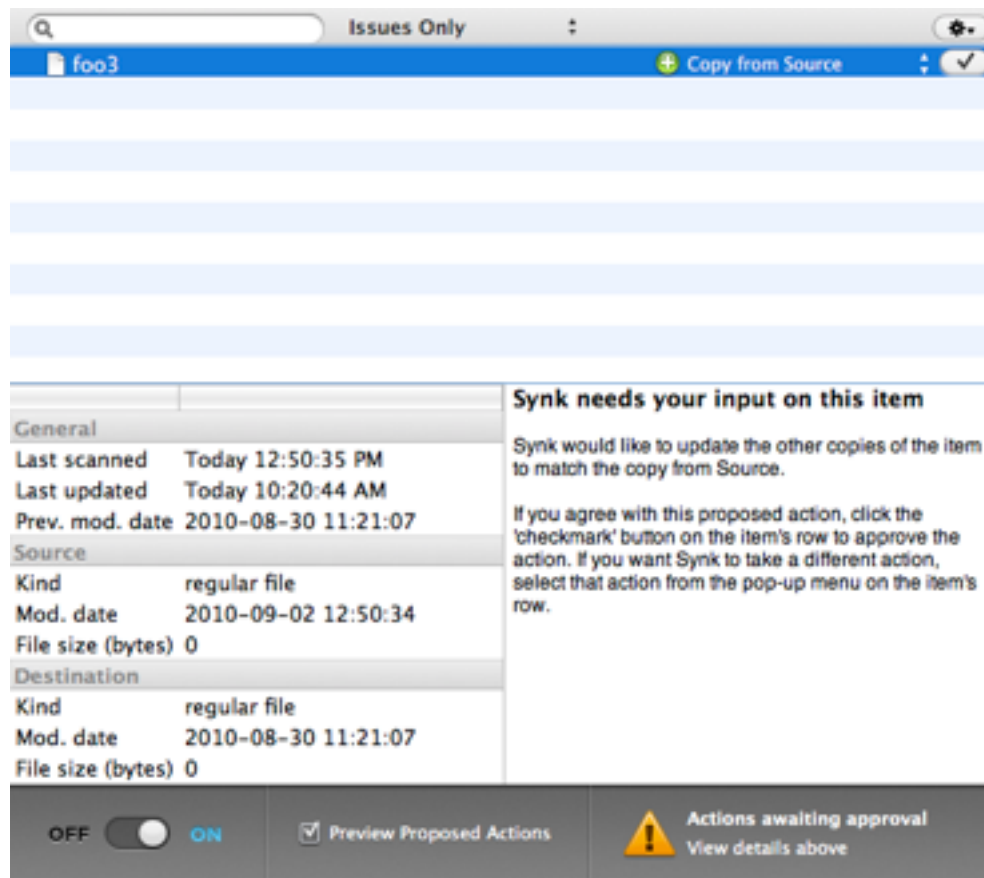 Issues Only
foo3 Copy from Source
Synk needs your input on this item
General
Last scanned Today 12:50:35 PM
Last updated Today 10:20:44 AM
Prev. mod. date 2010-08-30 11:21:07
Source
Kind regular file
Mod. date 2010-09-02 12:50:34
File size (bytes) 0
Destination
Kind regular file
Mod. date 2010-08-30 11:21:07
File size (bytes) 0
Synk would like to update the other copies of the item
to match the copy from Source.
If you agree with this proposed action, click the
'checkmark' button on the item's row to approve the
action. If you want Synk to take a different action,
select that action from the pop-up menu on the item's
row.
OFF ON
Preview Proposed Actions
Actions awaiting approval
View details above